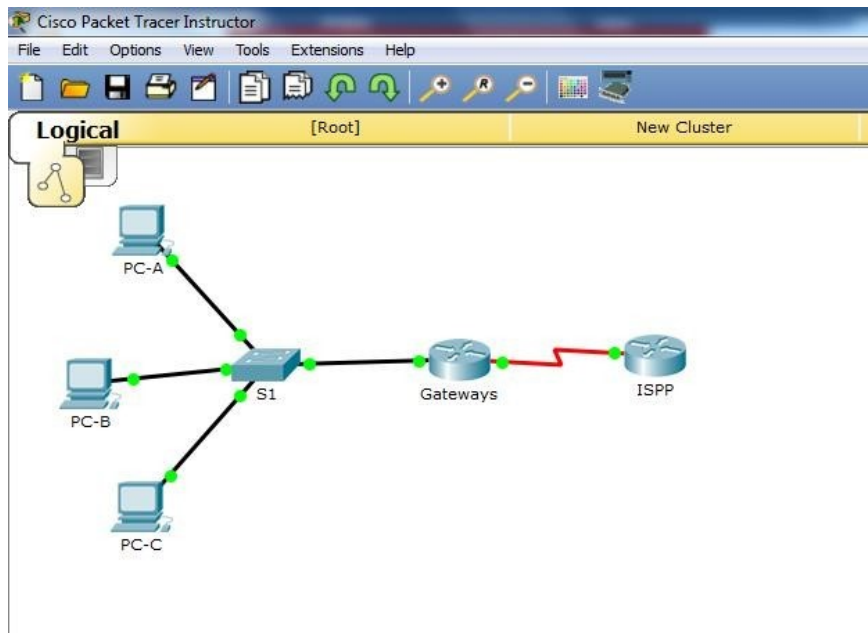 Cisco Packet Tracer Instructor
File Edit Options View Tools Extensions Help
Logical [Root] New Cluster
PC-A
PC-B
S1
Gateways
ISPP
PC-C